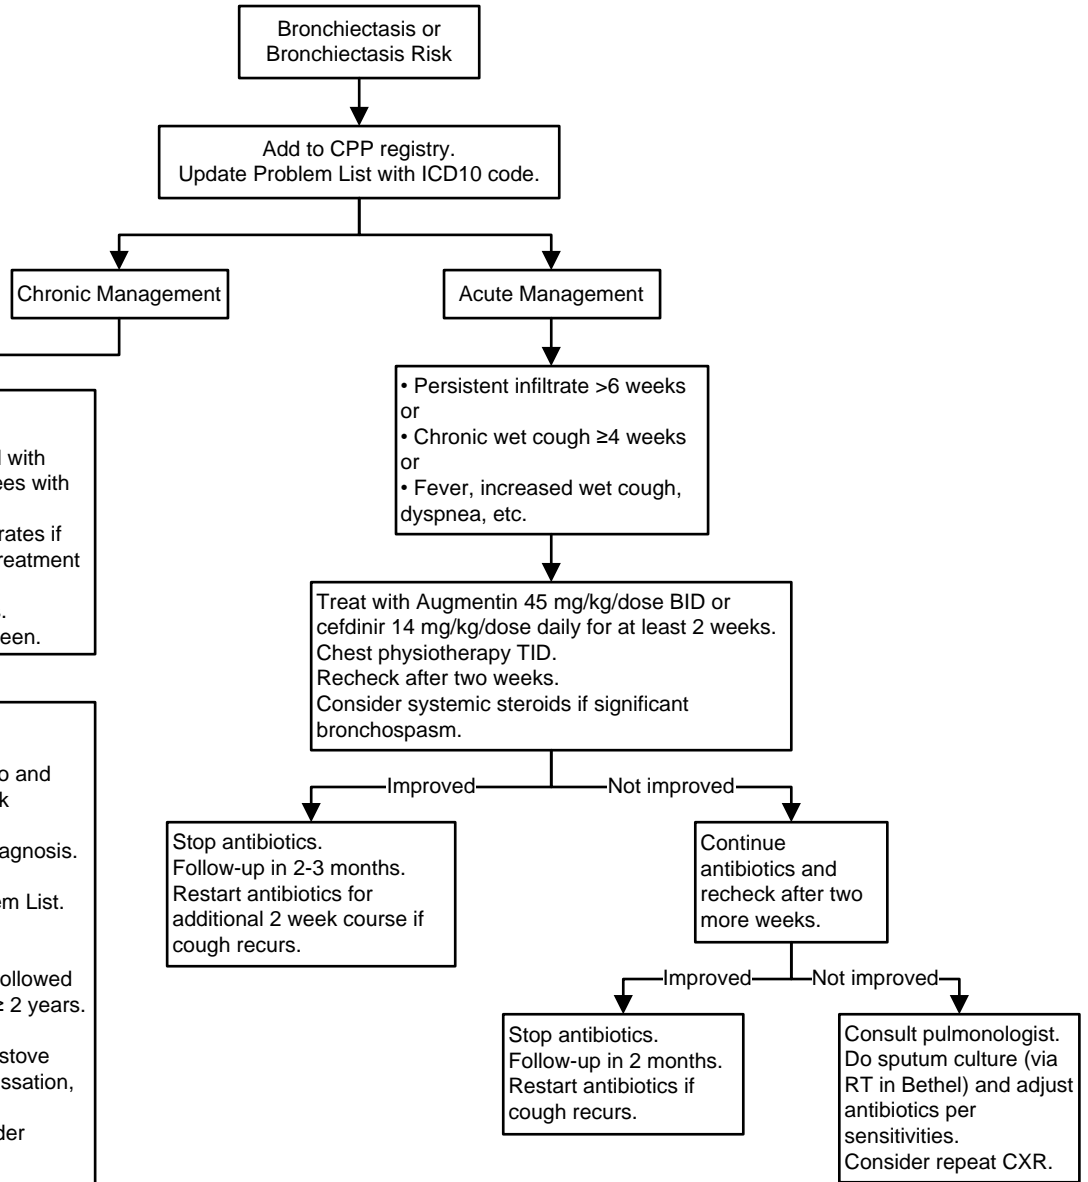 Bronchiectasis or
Bronchiectasis Risk
Add to CPP registry.
Update Problem List with ICD10 code.
Chronic Management
Acute Management
• Persistent infiltrate >6 weeks
or
• Chronic wet cough ≥4 weeks
or
• Fever, increased wet cough,
dyspnea, etc.
with
with
rates if
reatment
Treat with Augmentin 45 mg/kg/dose BID or
cefdinir 14 mg/kg/dose daily for at least 2 weeks.
Chest physiotherapy TID.
Recheck after two weeks.
Consider systemic steroids if significant
bronchospasm.
een.
o and
agnosis.
em List.
ollowed
≥ 2 years.
stove
ssation,
der
Improved
Not improved
Stop antibiotics.
Follow-up in 2-3 months.
Restart antibiotics for
additional 2 week course if
cough recurs.
Continue
antibiotics and
recheck after two
more weeks.
Improved
Not improved
Stop antibiotics.
Follow-up in 2 months.
Restart antibiotics if
cough recurs.
Consult pulmonologist.
Do sputum culture (via
RT in Bethel) and adjust
antibiotics per
sensitivities.
Consider repeat CXR.